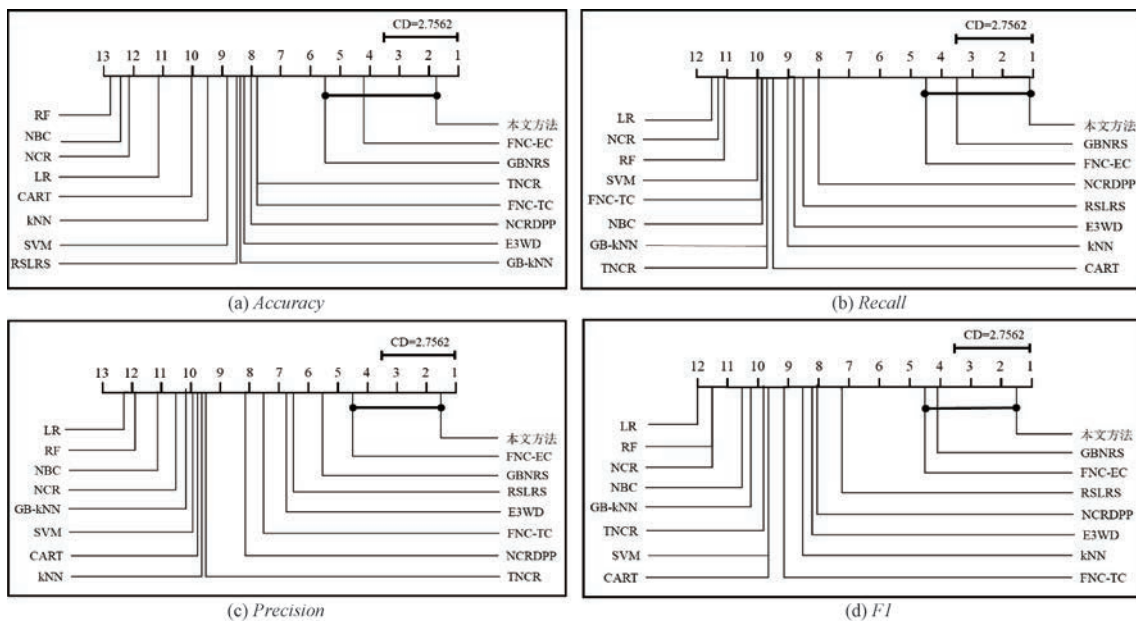 CD=2.7562
13 12 11 10 9 8 7 6 5 4 3 2 1
RF
NBC
NCR
LR
CART
kNN
SVM
RSLRS
本文方法
FNC-EC
GBNRS
TNCR
FNC-TC
NCRDPP
E3WD
GB-kNN
(a) Accuracy
CD=2.7562
12 11 10 9 8 7 6 5 4 3 2 1
LR
NCR
RF
SVM
FNC-TC
NBC
GB-kNN
TNCR
本文方法
GBNRS
FNC-EC
NCRDPP
RSLRS
E3WD
kNN
CART
(b) Recall
CD=2.7562
13 12 11 10 9 8 7 6 5 4 3 2 1
LR
RF
NBC
NCR
GB-kNN
SVM
CART
kNN
本文方法
FNC-EC
GBNRS
RSLRS
E3WD
FNC-TC
NCRDPP
TNCR
(c) Precision
CD=2.7562
12 11 10 9 8 7 6 5 4 3 2 1
LR
RF
NCR
NBC
GB-kNN
TNCR
SVM
CART
本文方法
GBNRS
FNC-EC
RSLRS
NCRDPP
E3WD
kNN
FNC-TC
(d) F1